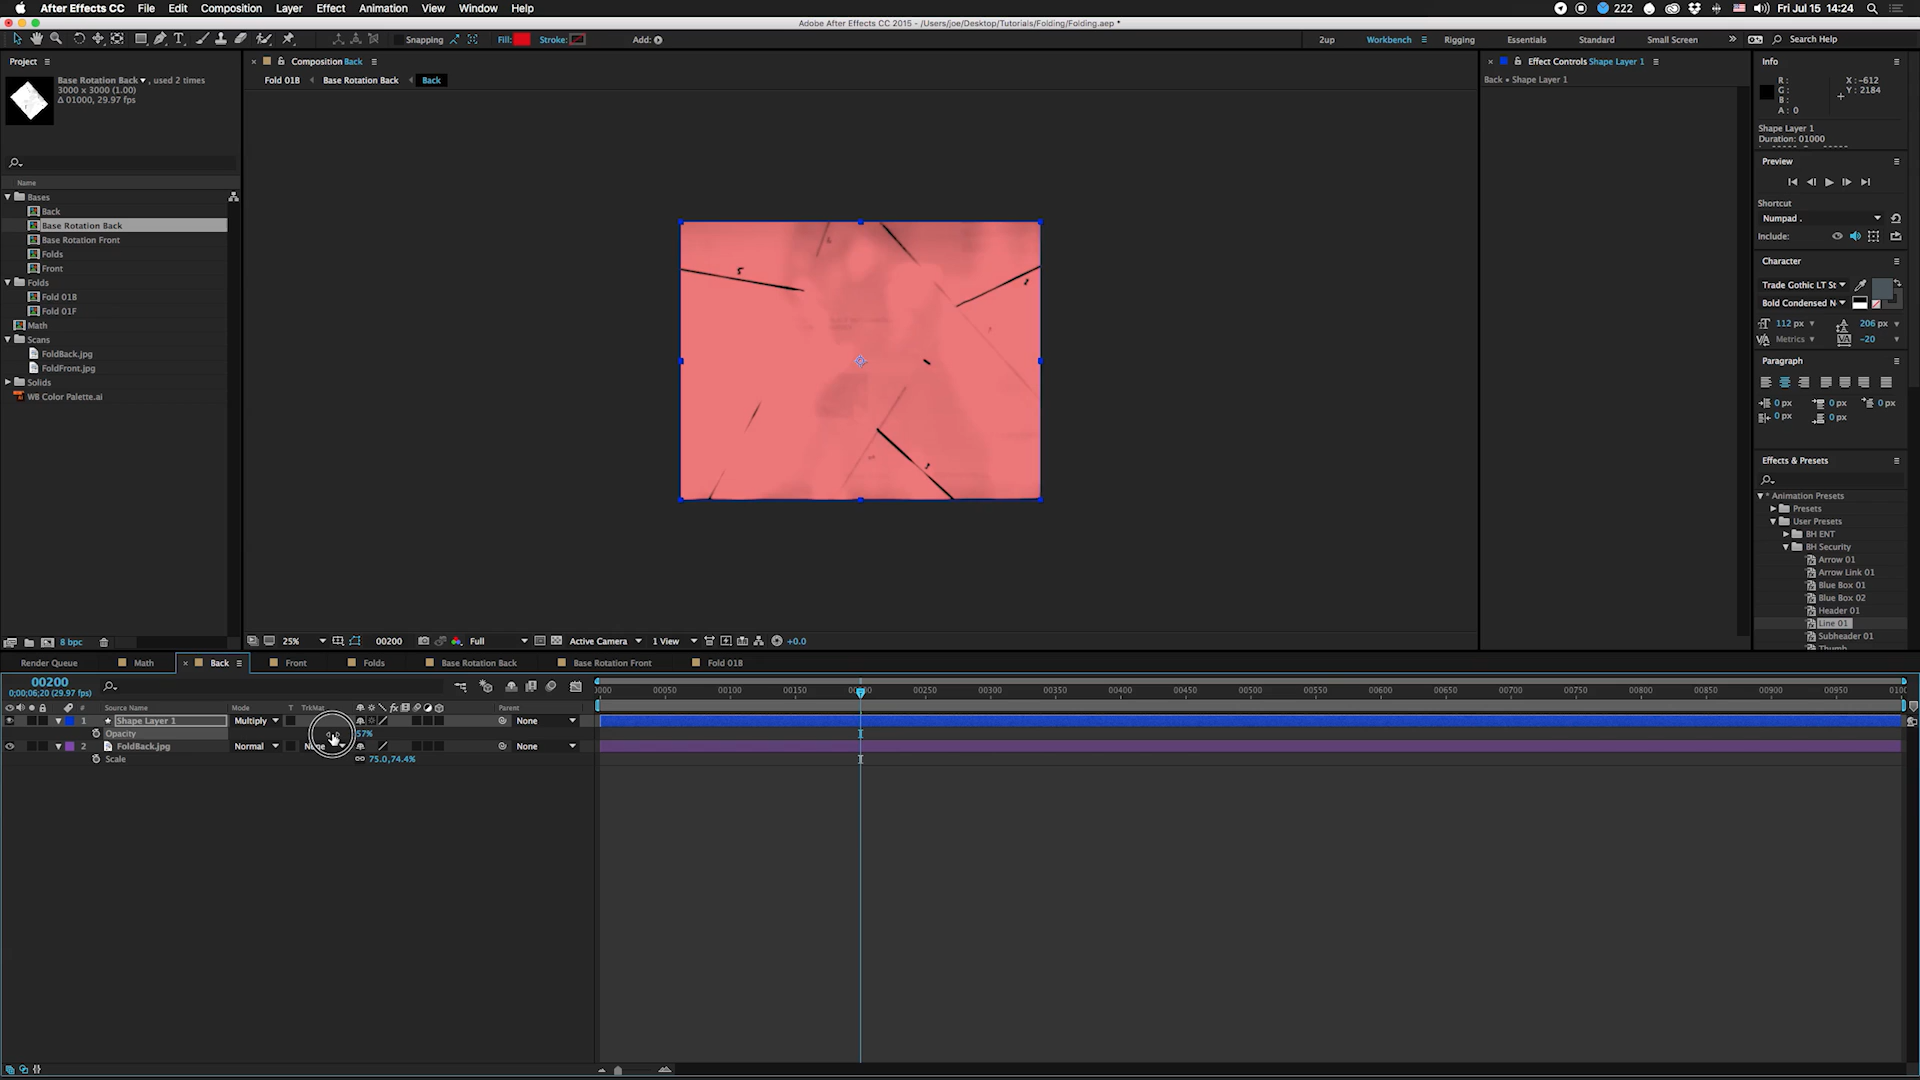 After Effects CC File Edit Composition Layer Effect Animation View Window Help 222 Fri Jul 15 14:24
Adobe After Effects CC 2015 - /Users/joe/Desktop/Tutorials/Folding/Folding.aep *
Snapping Fill: Stroke: Add: 2up Workbench Rigging Essentials Standard Small Screen Search Help
Project
Base Rotation Back , used 2 times
3000 x 3000 (1.00)
Δ 01000, 29.97 fps
Name
Bases
Back
Base Rotation Back
Base Rotation Front
Folds
Front
Folds
Fold 01B
Fold 01F
Math
Scans
FoldBack.jpg
FoldFront.jpg
Solids
WB Color Palette.ai
8 bpc
Composition Back
Fold 01B Base Rotation Back Back
5
25% 00200 Full Active Camera 1 View +0.0
Effect Controls Shape Layer 1
Back • Shape Layer 1
Info
R:
G:
B:
A: 0
X: -612
Y: 2184
Shape Layer 1
Duration: 01000
Preview
Shortcut
Numpad .
Include:
Character
Trade Gothic LT St
Bold Condensed N
112 px 206 px
Metrics -20
Paragraph
0 px 0 px 0 px
0 px 0 px
Effects & Presets
* Animation Presets
Presets
User Presets
BH ENT
BH Security
Arrow 01
Arrow Link 01
Blue Box 01
Blue Box 02
Header 01
Line 01
Subheader 01
Render Queue Math Back Front Folds Base Rotation Back Base Rotation Front Fold 01B
00200
0;00;06;20 (29.97 fps)
# Source Name Mode T TrkMat Parent
1 Shape Layer 1 Multiply None
Opacity 57%
2 FoldBack.jpg Normal None None
Scale 75.0,74.4%
0000 00050 00100 00150 00200 00250 00300 00350 00400 00450 00500 00550 00600 00650 00700 00750 00800 00850 00900 00950 0100